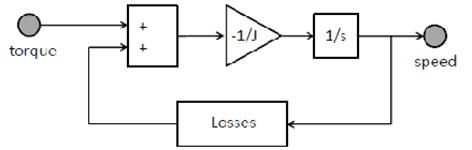 +
+
-1/J
1/s
torque
speed
Losses